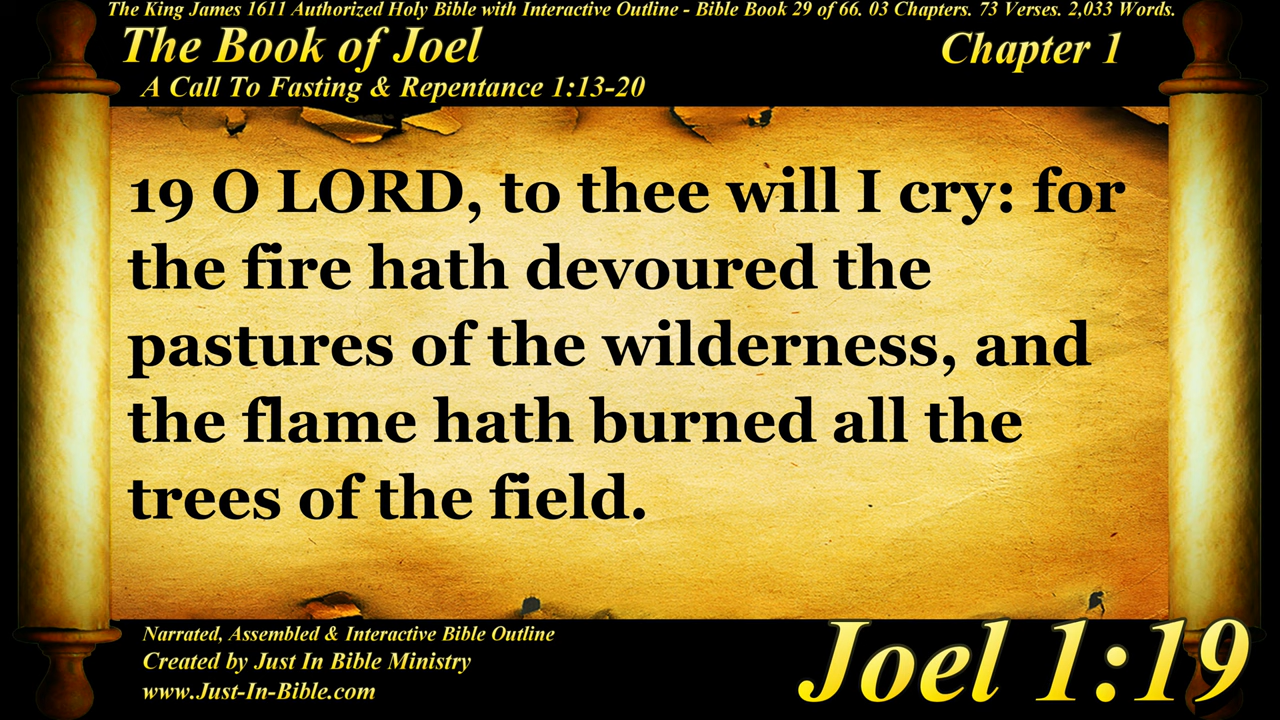 The King James 1611 Authorized Holy Bible with Interactive Outline - Bible Book 29 of 66. 03 Chapters. 73 Verses. 2,033 Words.
The Book of Joel
Chapter 1
A Call To Fasting & Repentance 1:13-20
19 O LORD, to thee will I cry: for
the fire hath devoured the
pastures of the wilderness, and
the flame hath burned all the
trees of the field.
Narrated, Assembled & Interactive Bible Outline
Created by Just In Bible Ministry
www.Just-In-Bible.com
Joel 1:19